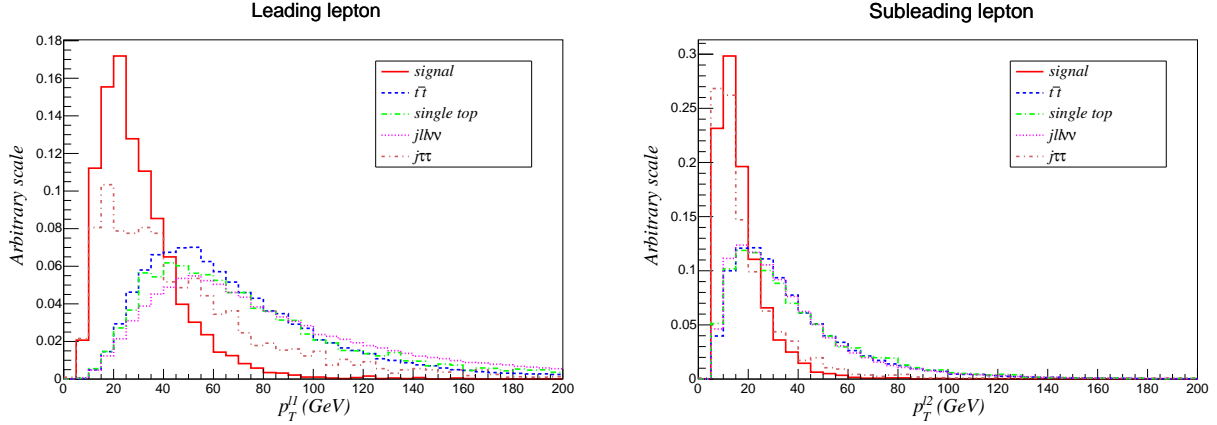 Leading lepton
0.18
0.16
0.14
0.12
0.1
0.08
0.06
0.04
0.02
0
Arbitrary scale
signal
tt̄
single top
jllνν
jττ
0 20 40 60 80 100 120 140 160 180 200
p_T^{l1} (GeV)
Subleading lepton
0.3
0.25
0.2
0.15
0.1
0.05
0
Arbitrary scale
signal
tt̄
single top
jllνν
jττ
0 20 40 60 80 100 120 140 160 180 200
p_T^{l2} (GeV)